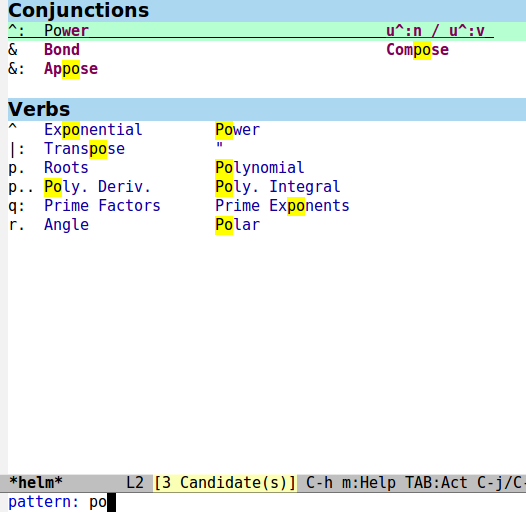 Conjunctions
^:  Power                                 u^:n / u^:v
&   Bond                                  Compose
&:  Appose
Verbs
^   Exponential        Power
|:  Transpose          "
p.  Roots              Polynomial
p.. Poly. Deriv.       Poly. Integral
q:  Prime Factors      Prime Exponents
r.  Angle              Polar
*helm*       L2 [3 Candidate(s)] C-h m:Help TAB:Act C-j/C-
pattern: po